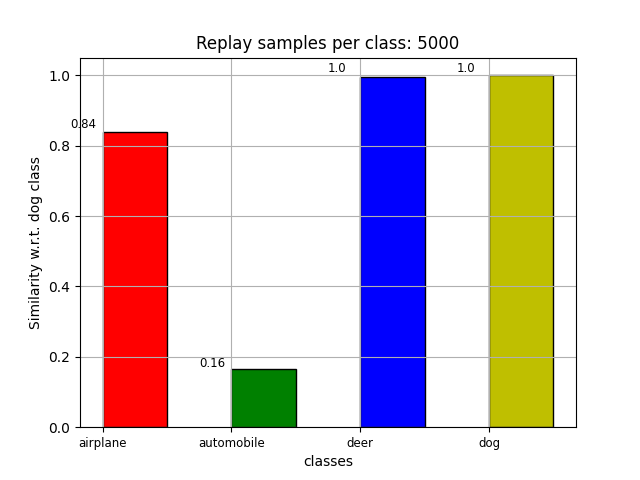 Replay samples per class: 5000
Similarity w.r.t. dog class
1.0
0.8
0.6
0.4
0.2
0.0
0.84
0.16
1.0
1.0
airplane
automobile
deer
dog
classes